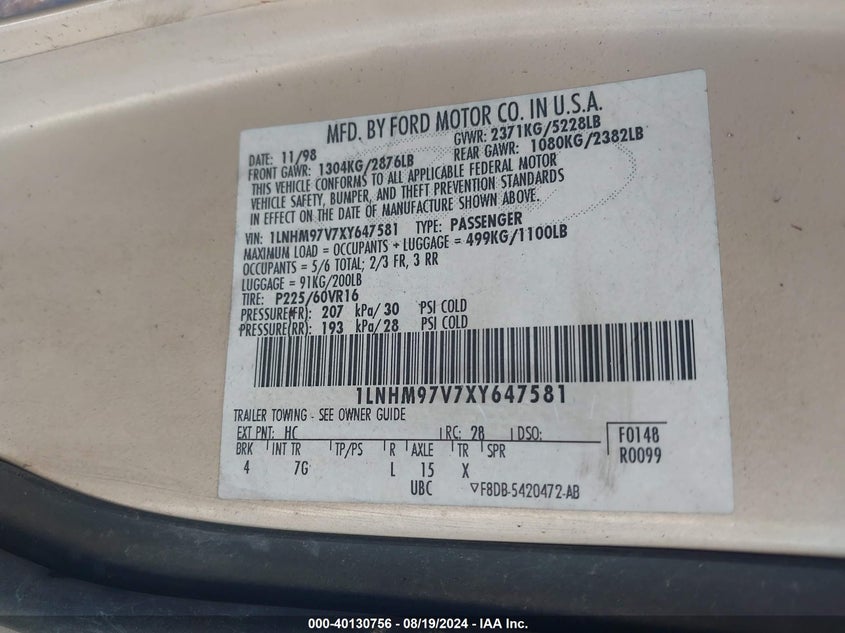 MFD. BY FORD MOTOR CO. IN U.S.A.
DATE: 11/98 GVWR: 2371KG/5228LB
FRONT GAWR: 1304KG/2876LB REAR GAWR: 1080KG/2382LB
THIS VEHICLE CONFORMS TO ALL APPLICABLE FEDERAL MOTOR
VEHICLE SAFETY, BUMPER, AND THEFT PREVENTION STANDARDS
IN EFFECT ON THE DATE OF MANUFACTURE SHOWN ABOVE.
VIN: 1LNHM97V7XY647581 TYPE: PASSENGER
MAXIMUM LOAD = OCCUPANTS + LUGGAGE = 499KG/1100LB
OCCUPANTS = 5/6 TOTAL; 2/3 FR, 3 RR
LUGGAGE = 91KG/200LB
TIRE: P225/60VR16
PRESSURE(FR) 207 kPa/30 PSI COLD
PRESSURE(RR) 193 kPa/28 PSI COLD
1LNHM97V7XY647581
TRAILER TOWING - SEE OWNER GUIDE
EXT PNT: HC RC: 28 DSO: F0148
BRK INT TR TP/PS R AXLE TR SPR R0099
4 7G L 15 X
UBC ▽F8DB-5420472-AB
000-40130756 - 08/19/2024 - IAA Inc.